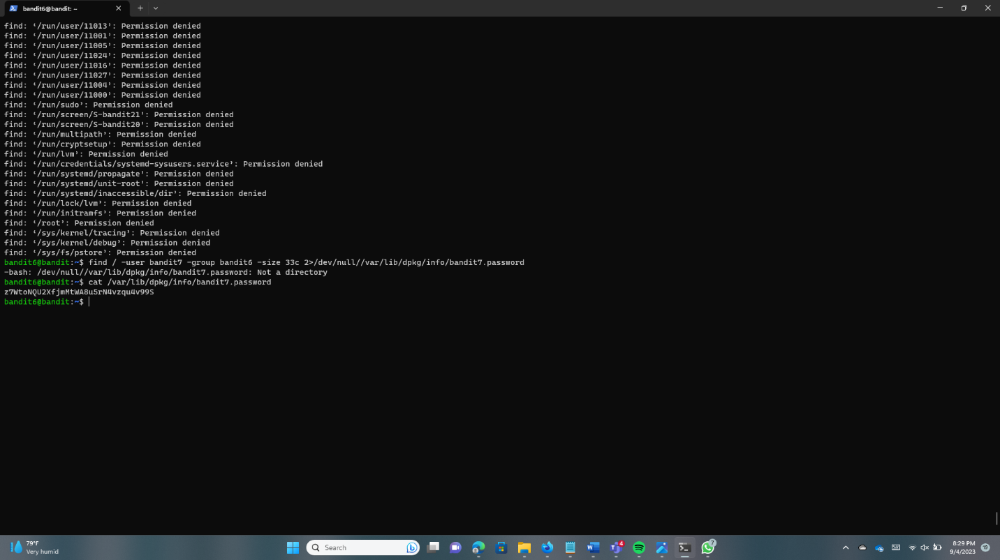 bandit6@bandit: ~
find: ‘/run/user/11013’: Permission denied
find: ‘/run/user/11001’: Permission denied
find: ‘/run/user/11005’: Permission denied
find: ‘/run/user/11024’: Permission denied
find: ‘/run/user/11016’: Permission denied
find: ‘/run/user/11027’: Permission denied
find: ‘/run/user/11004’: Permission denied
find: ‘/run/user/11000’: Permission denied
find: ‘/run/sudo’: Permission denied
find: ‘/run/screen/S-bandit21’: Permission denied
find: ‘/run/screen/S-bandit20’: Permission denied
find: ‘/run/multipath’: Permission denied
find: ‘/run/cryptsetup’: Permission denied
find: ‘/run/lvm’: Permission denied
find: ‘/run/credentials/systemd-sysusers.service’: Permission denied
find: ‘/run/systemd/propagate’: Permission denied
find: ‘/run/systemd/unit-root’: Permission denied
find: ‘/run/systemd/inaccessible/dir’: Permission denied
find: ‘/run/lock/lvm’: Permission denied
find: ‘/run/initramfs’: Permission denied
find: ‘/root’: Permission denied
find: ‘/sys/kernel/tracing’: Permission denied
find: ‘/sys/kernel/debug’: Permission denied
find: ‘/sys/fs/pstore’: Permission denied
bandit6@bandit:~$ find / -user bandit7 -group bandit6 -size 33c 2>/dev/null//var/lib/dpkg/info/bandit7.password
-bash: /dev/null//var/lib/dpkg/info/bandit7.password: Not a directory
bandit6@bandit:~$ cat /var/lib/dpkg/info/bandit7.password
z7WtoNQU2XfjmMtWA8u5rN4vzqu4v99S
bandit6@bandit:~$
79°F
Very humid
Search
4
7
8:29 PM
9/4/2023
19